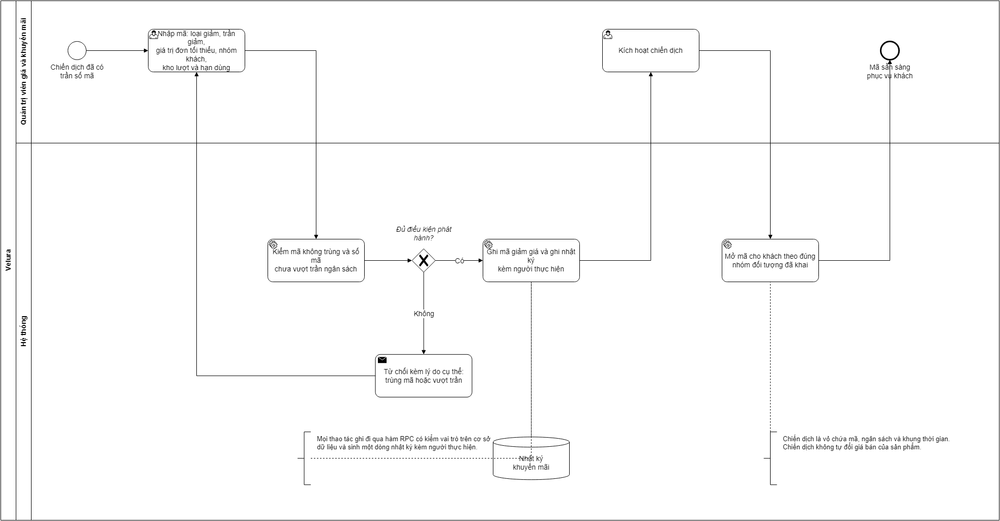 Velura
Quản trị viên giá và khuyến mãi
Chiến dịch đã có
trần số mã
Nhập mã: loại giảm, trần
giảm,
giá trị đơn tối thiểu, nhóm
khách,
kho lượt và hạn dùng
Kích hoạt chiến dịch
Mã sẵn sàng
phục vụ khách
Hệ thống
Kiểm mã không trùng và số
mã
chưa vượt trần ngân sách
Đủ điều kiện phát
hành?
Có
Không
Ghi mã giảm giá và ghi nhật
ký
kèm người thực hiện
Mở mã cho khách theo đúng
nhóm đối tượng đã khai
Từ chối kèm lý do cụ thể:
trùng mã hoặc vượt trần
Mọi thao tác ghi đi qua hàm RPC có kiểm vai trò trên cơ sở
dữ liệu và sinh một dòng nhật ký kèm người thực hiện.
Nhật ký
khuyến mãi
Chiến dịch là vỏ chứa mã, ngân sách và khung thời gian.
Chiến dịch không tự đổi giá bán của sản phẩm.